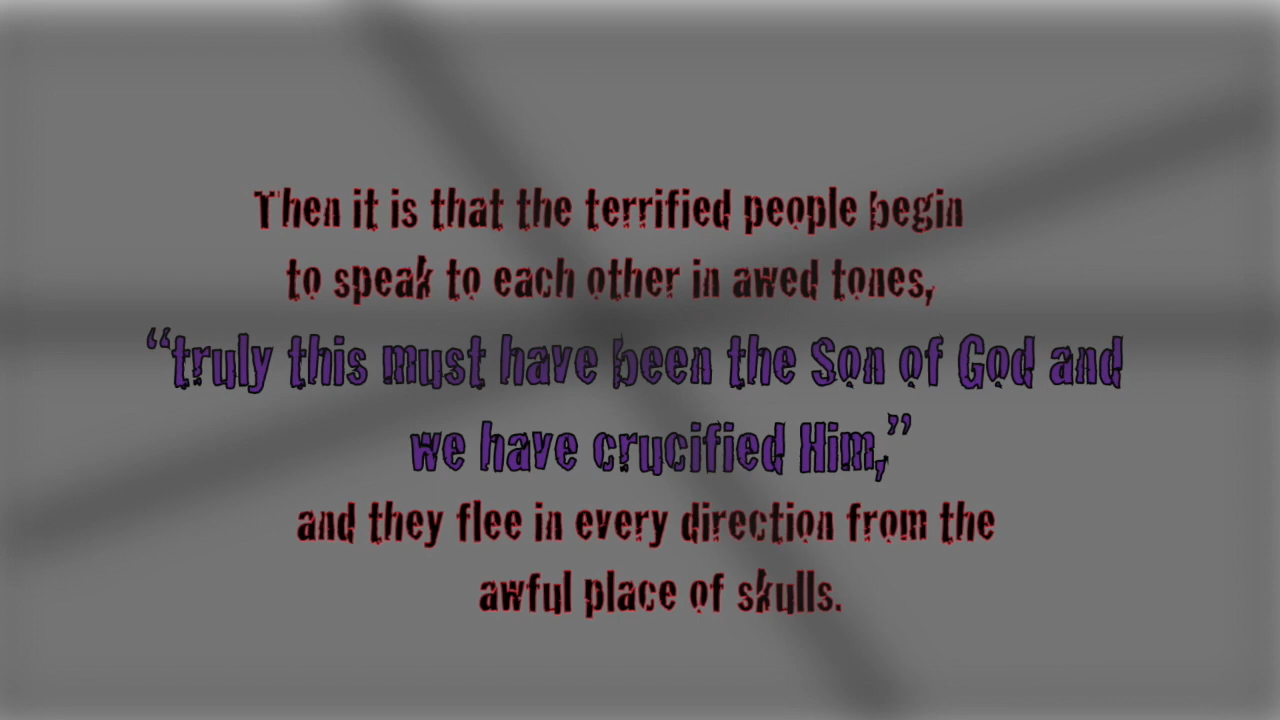 Then it is that the terrified people begin
to speak to each other in awed tones,
“truly this must have been the Son of God and
we have crucified Him,”
and they flee in every direction from the
awful place of skulls.